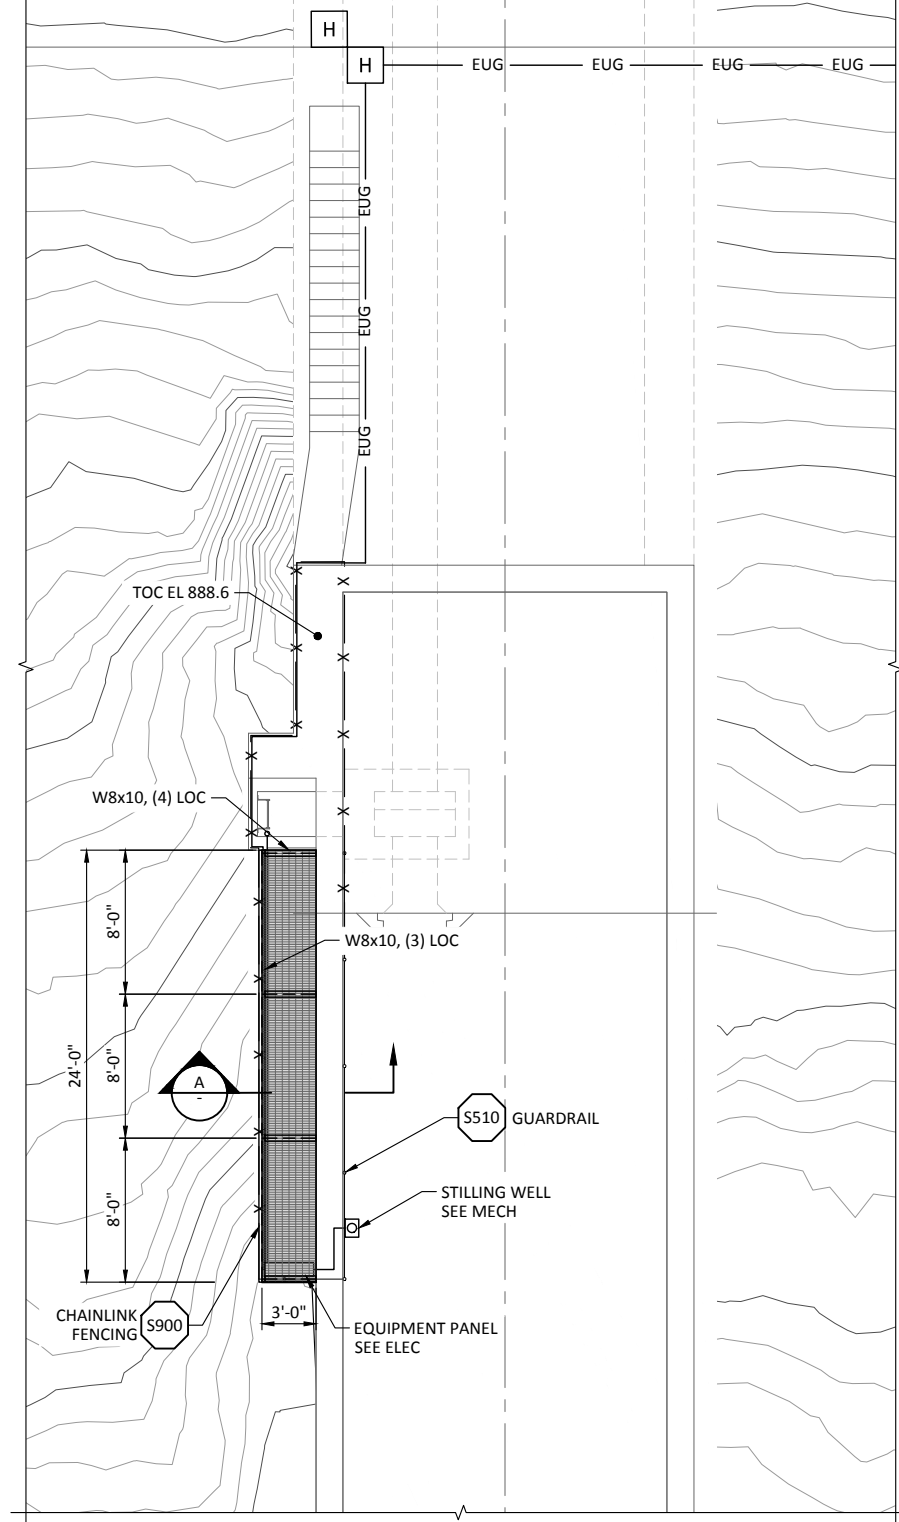 H
H
EUG
EUG
EUG
EUG
EUG
EUG
EUG
TOC EL 888.6
W8x10, (4) LOC
8'-0"
W8x10, (3) LOC
24'-0"
8'-0"
A
-
S510
GUARDRAIL
8'-0"
STILLING WELL
SEE MECH
3'-0"
CHAINLINK
FENCING
S900
EQUIPMENT PANEL
SEE ELEC